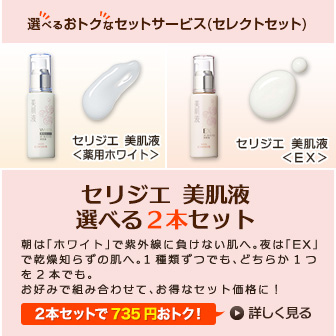 選べるおトクなセットサービス(セレクトセット)
セリジエ 美肌液
<薬用ホワイト>
セリジエ 美肌液
<EX>
セリジエ 美肌液
選べる2本セット
朝は「ホワイト」で紫外線に負けない肌へ。夜は「EX」
で乾燥知らずの肌へ。1種類ずつでも、どちらか1つ
を2本でも。
お好みで組み合わせて、お得なセット価格に!
2本セットで735円おトク!
詳しく見る